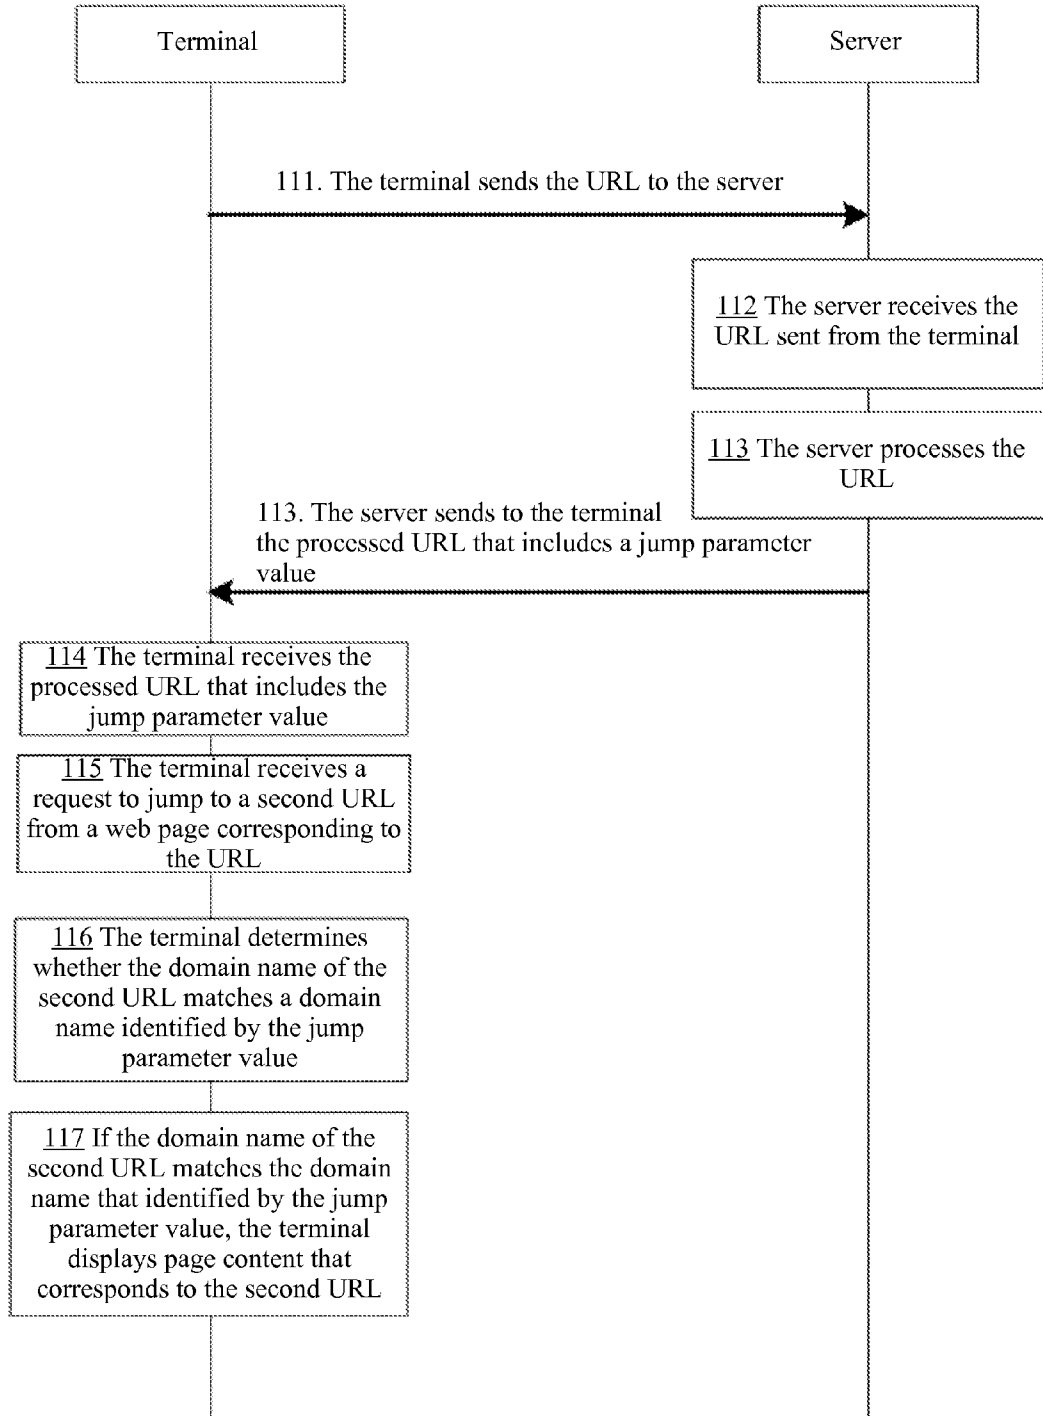 Terminal
Server
111. The terminal sends the URL to the server
112 The server receives the
URL sent from the terminal
113 The server processes the
URL
113. The server sends to the terminal
the processed URL that includes a jump parameter
value
114 The terminal receives the
processed URL that includes the
jump parameter value
115 The terminal receives a
request to jump to a second URL
from a web page corresponding to
the URL
116 The terminal determines
whether the domain name of the
second URL matches a domain
name identified by the jump
parameter value
117 If the domain name of the
second URL matches the domain
name that identified by the jump
parameter value, the terminal
displays page content that
corresponds to the second URL